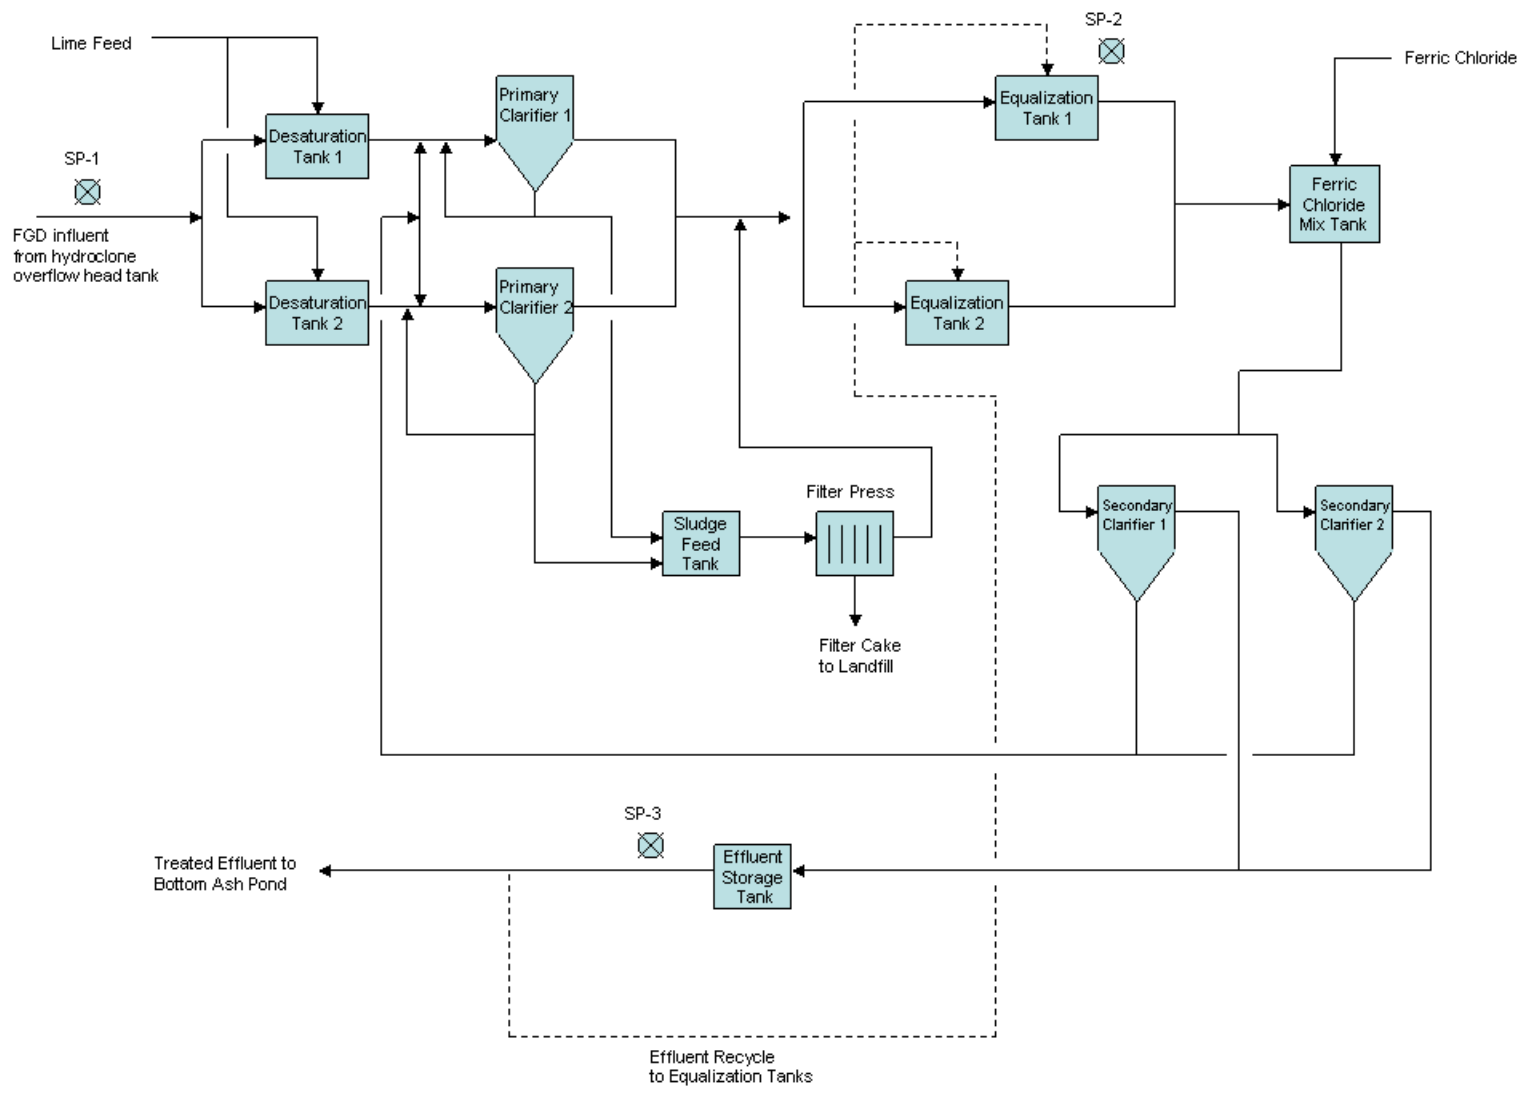 SP-2
Lime Feed
Ferric Chloride
Primary
Clarifier 1
Equalization
Tank 1
Desaturation
Tank 1
SP-1
Ferric
Chloride
Mix Tank
FGD influent
from hydroclone
overflow head tank
Primary
Clarifier 2
Desaturation
Tank 2
Equalization
Tank 2
Filter Press
Secondary
Clarifier 1
Secondary
Clarifier 2
Sludge
Feed
Tank
Filter Cake
to Landfill
SP-3
Treated Effluent to
Bottom Ash Pond
Effluent
Storage
Tank
Effluent Recycle
to Equalization Tanks